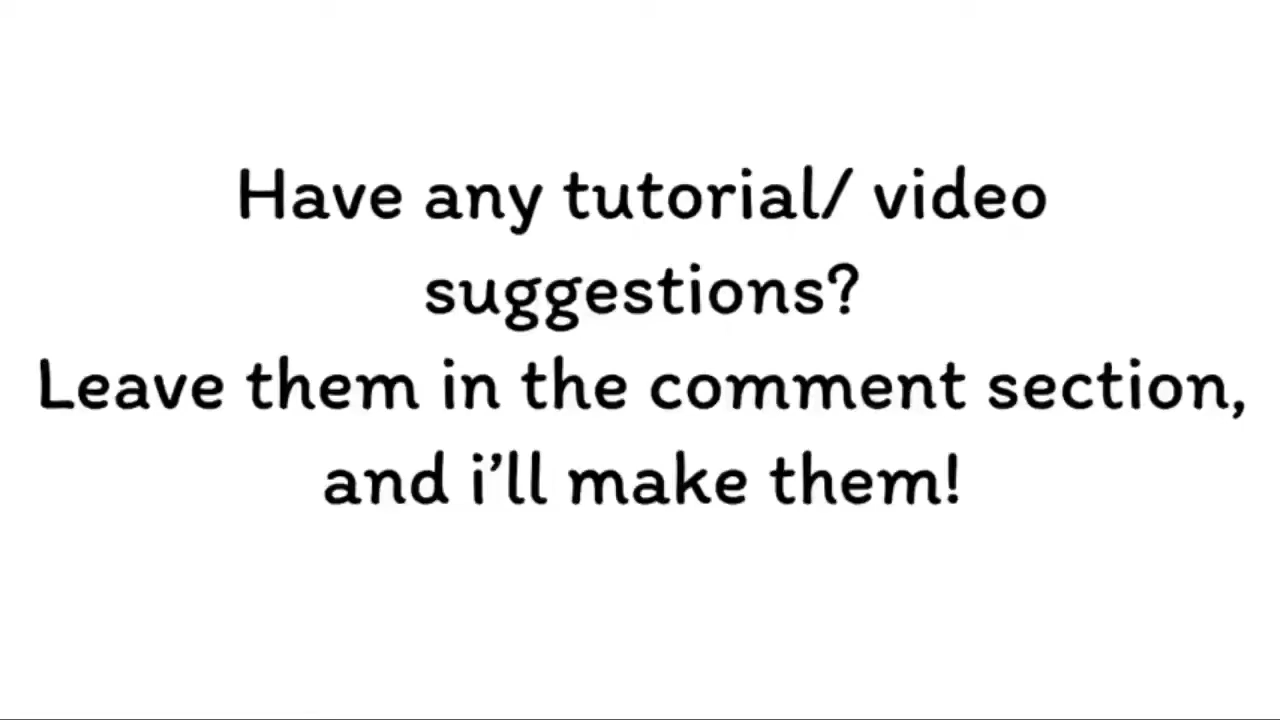 Have any tutorial/ video
suggestions?
Leave them in the comment section,
and i’ll make them!